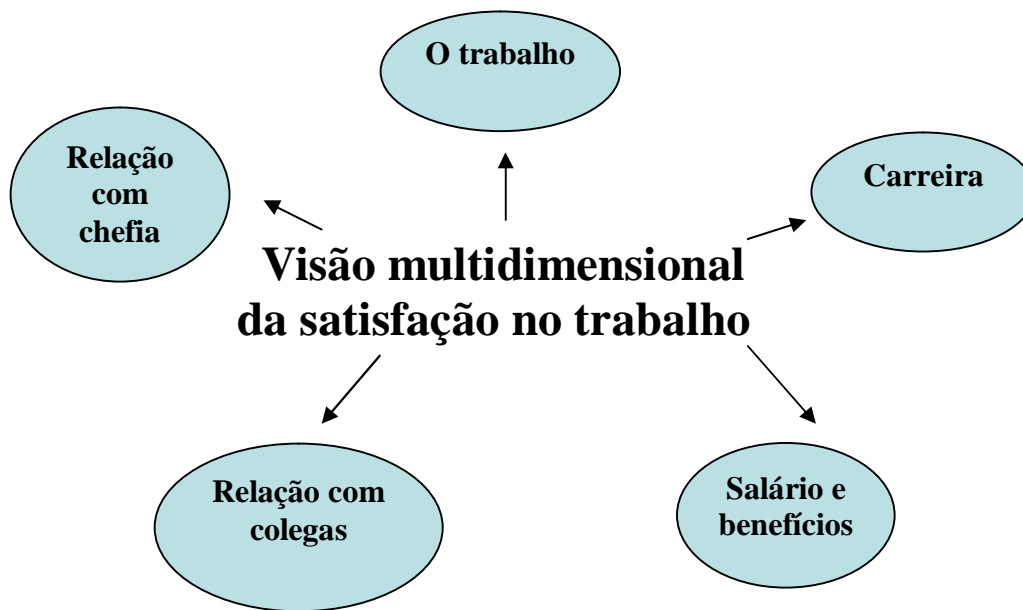 O trabalho
Relação
com
chefia
Carreira
Visão multidimensional
da satisfação no trabalho
Relação com
colegas
Salário e
benefícios